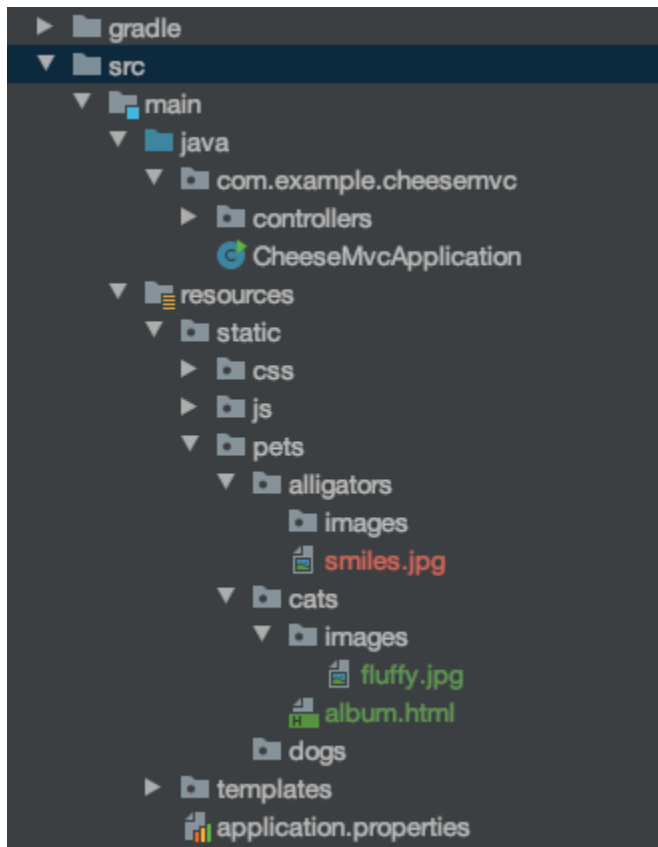 gradle
src
main
java
com.example.cheesemvc
controllers
CheeseMvcApplication
resources
static
css
js
pets
alligators
images
smiles.jpg
cats
images
fluffy.jpg
album.html
dogs
templates
application.properties